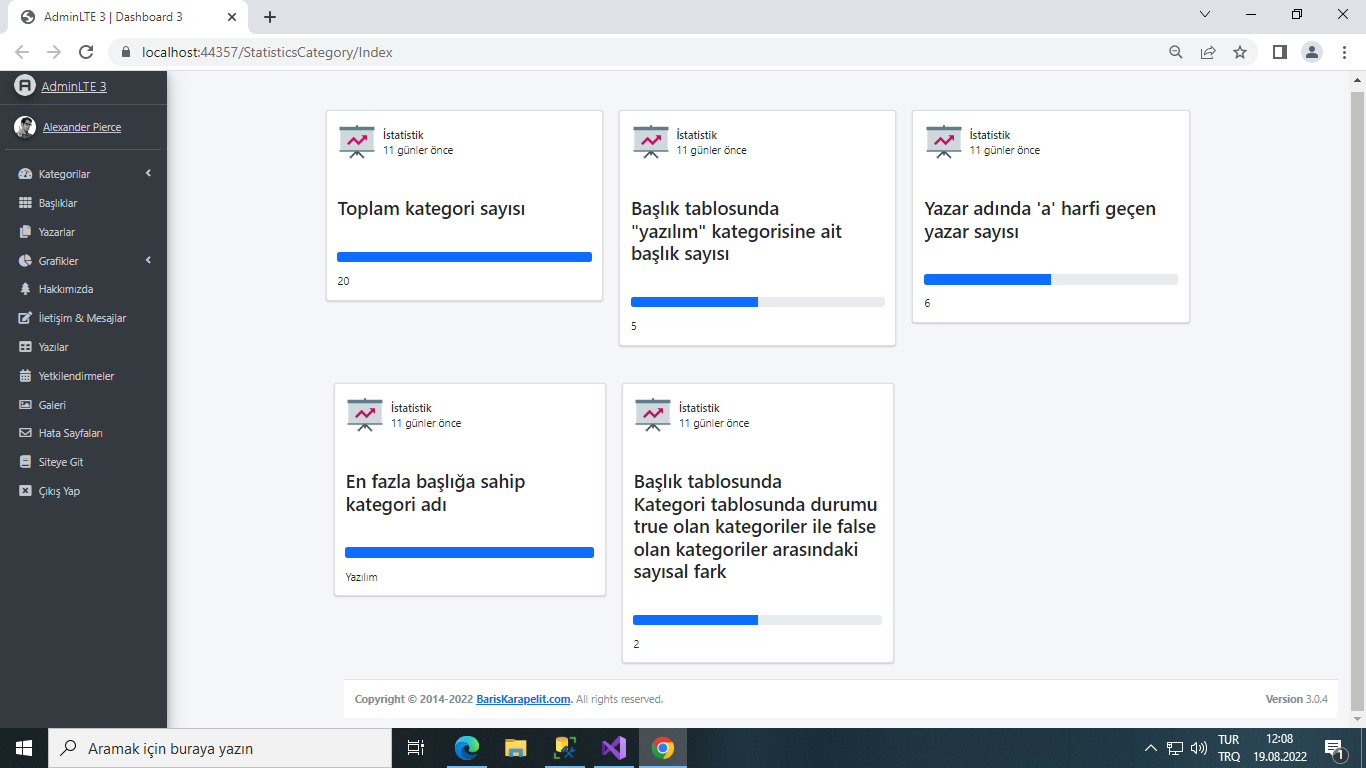 AdminLTE 3 | Dashboard 3
localhost:44357/StatisticsCategory/Index
AdminLTE 3
Alexander Pierce
Kategorilar
Başlıklar
Yazarlar
Grafikler
Hakkımızda
İletişim & Mesajlar
Yazılar
Yetkilendirmeler
Galeri
Hata Sayfaları
Siteye Git
Çıkış Yap
İstatistik
11 günler önce
Toplam kategori sayısı
20
İstatistik
11 günler önce
Başlık tablosunda
"yazılım" kategorisine ait
başlık sayısı
5
İstatistik
11 günler önce
Yazar adında 'a' harfi geçen
yazar sayısı
6
İstatistik
11 günler önce
En fazla başlığa sahip
kategori adı
Yazılım
İstatistik
11 günler önce
Başlık tablosunda
Kategori tablosunda durumu
true olan kategoriler ile false
olan kategoriler arasındaki
sayısal fark
2
Copyright © 2014-2022 BarisKarapelit.com. All rights reserved.
Version 3.0.4
Aramak için buraya yazın
TUR
TRQ
12:08
19.08.2022
1